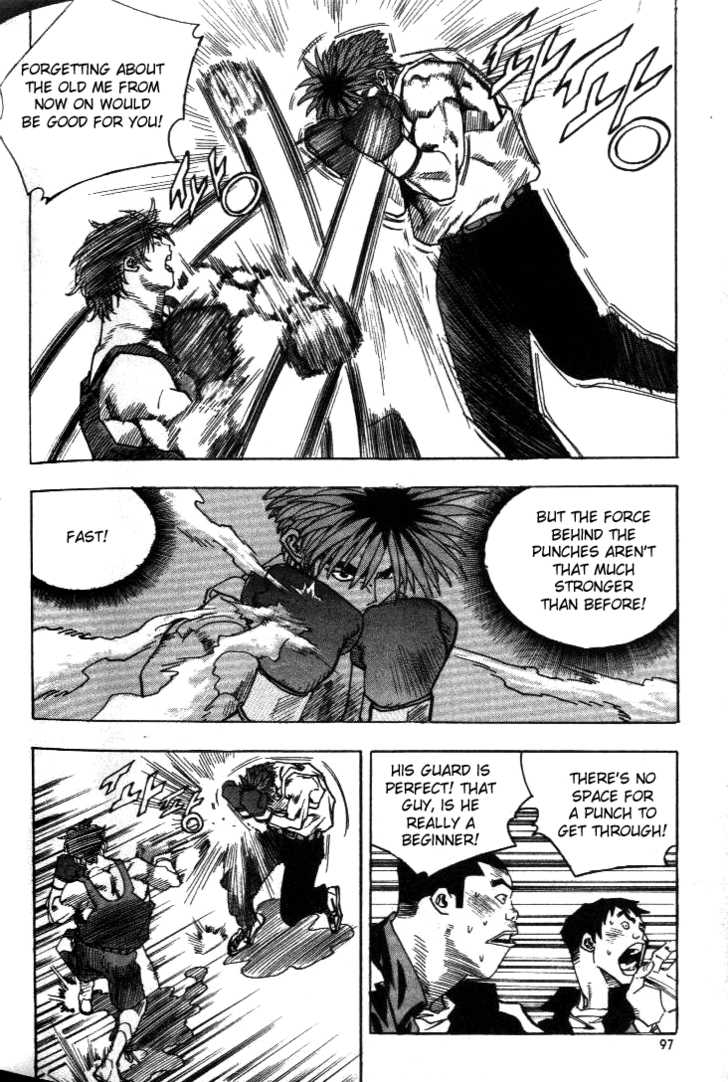 FORGETTING ABOUT
THE OLD ME FROM
NOW ON WOULD
BE GOOD FOR YOU!
FAST!
BUT THE FORCE
BEHIND THE
PUNCHES AREN'T
THAT MUCH
STRONGER
THAN BEFORE!
HIS GUARD IS
PERFECT! THAT
GUY, IS HE
REALLY A
BEGINNER!
THERE'S NO
SPACE FOR
A PUNCH TO
GET THROUGH!
97